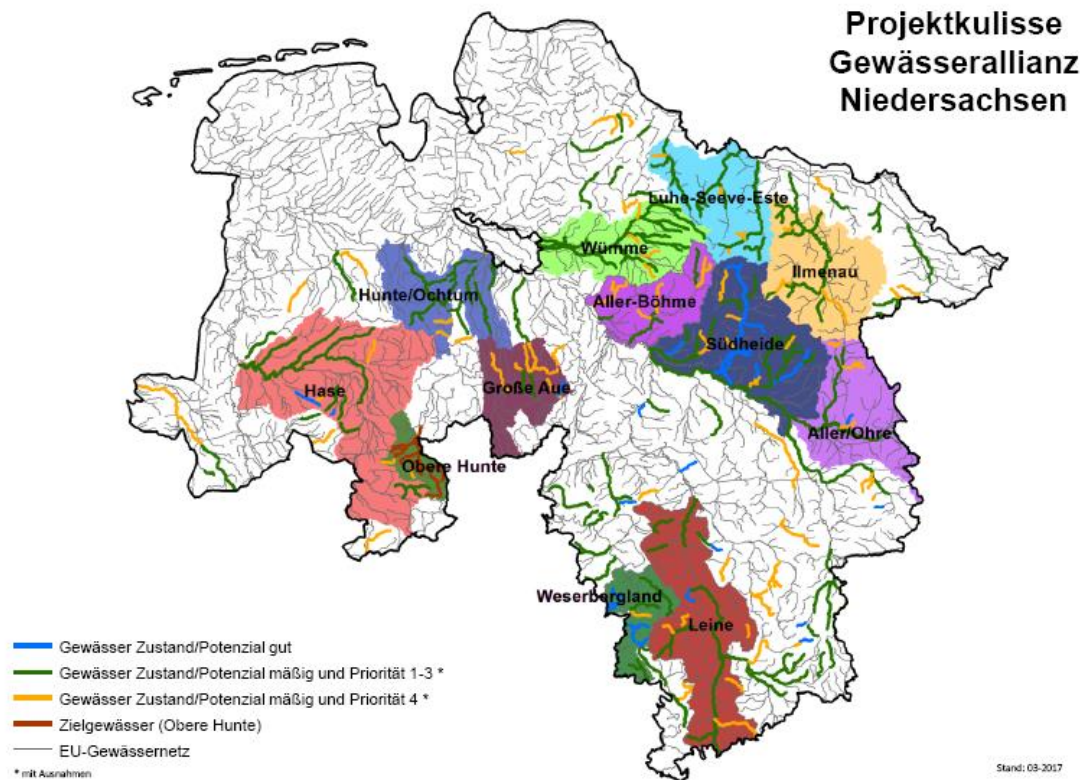 Projektkulisse
Gewässerallianz
Niedersachsen
Luhe-Seeve-Este
Wümme
Ilmenau
Hunte/Ochtum
Aller-Böhme
Südheide
Hase
Große Aue
Aller/Ohre
Obere Hunte
Weserbergland
Leine
Gewässer Zustand/Potenzial gut
Gewässer Zustand/Potenzial mäßig und Priorität 1-3 *
Gewässer Zustand/Potenzial mäßig und Priorität 4 *
Zielgewässer (Obere Hunte)
EU-Gewässernetz
* mit Ausnahmen
Stand: 03-2017